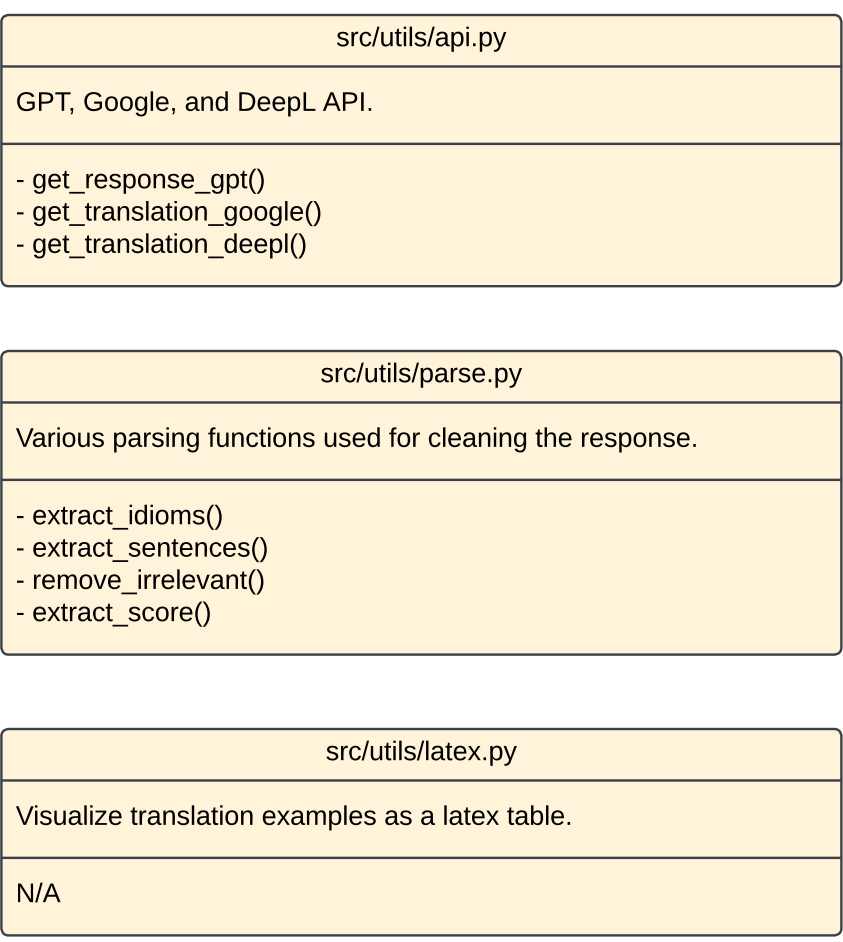 src/utils/api.py
GPT, Google, and DeepL API.
- get_response_gpt()
- get_translation_google()
- get_translation_deepl()
src/utils/parse.py
Various parsing functions used for cleaning the response.
- extract_idioms()
- extract_sentences()
- remove_irrelevant()
- extract_score()
src/utils/latex.py
Visualize translation examples as a latex table.
N/A